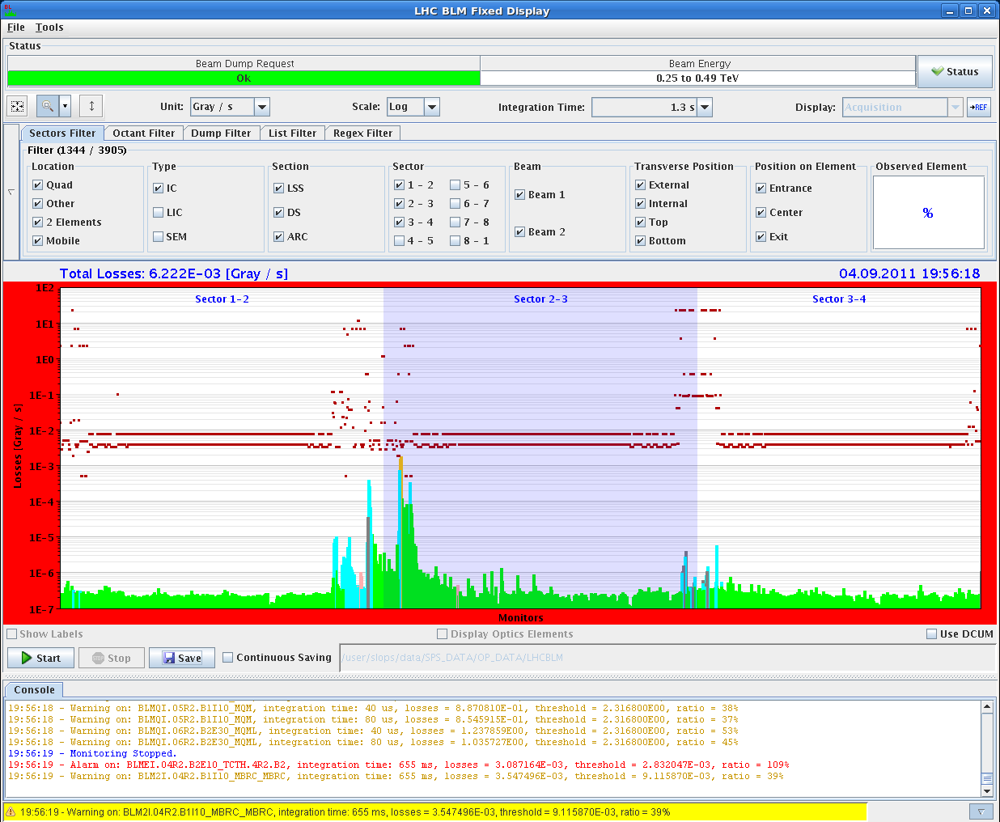 LHC BLM Fixed Display
File Tools
Status
Beam Dump Request Beam Energy
Ok 0.25 to 0.49 TeV
Status
Unit: Gray / s Scale: Log Integration Time: 1.3 s Display: Acquisition →REF
Sectors Filter Octant Filter Dump Filter List Filter Regex Filter
Filter (1344 / 3905)
Location Type Section Sector Beam Transverse Position Position on Element Observed Element
Quad IC LSS 1 - 2 5 - 6 Beam 1 External Entrance
Other 2 - 3 6 - 7 Internal
LIC DS Center %
2 Elements 3 - 4 7 - 8 Beam 2 Top
SEM ARC Exit
Mobile 4 - 5 8 - 1 Bottom
Total Losses: 6.222E-03 [Gray / s] 04.09.2011 19:56:18
1E2
Sector 1-2 Sector 2-3 Sector 3-4
1E1
1E0
1E-1
1E-2
1E-3
1E-4
1E-5
1E-6
1E-7
Losses [Gray / s]
Monitors
Show Labels Display Optics Elements Use DCUM
Start Stop Save Continuous Saving /user/slops/data/SPS_DATA/OP_DATA/LHCBLM
Console
19:56:18 - Warning on: BLMQI.05R2.B1I10_MQM, integration time: 40 us, losses = 8.870810E-01, threshold = 2.316800E00, ratio = 38%
19:56:18 - Warning on: BLMQI.05R2.B1I10_MQM, integration time: 80 us, losses = 8.545915E-01, threshold = 2.316800E00, ratio = 37%
19:56:18 - Warning on: BLMQI.06R2.B2E30_MQML, integration time: 40 us, losses = 1.237859E00, threshold = 2.316800E00, ratio = 53%
19:56:18 - Warning on: BLMQI.06R2.B2E30_MQML, integration time: 80 us, losses = 1.035727E00, threshold = 2.316800E00, ratio = 45%
19:56:19 - Monitoring Stopped.
19:56:19 - Alarm on: BLMEI.04R2.B2E10_TCTH.4R2.B2, integration time: 655 ms, losses = 3.087164E-03, threshold = 2.832047E-03, ratio = 109%
19:56:19 - Warning on: BLM2I.04R2.B1I10_MBRC_MBRC, integration time: 655 ms, losses = 3.547496E-03, threshold = 9.115870E-03, ratio = 39%
19:56:19 - Warning on: BLM2I.04R2.B1I10_MBRC_MBRC, integration time: 655 ms, losses = 3.547496E-03, threshold = 9.115870E-03, ratio = 39%